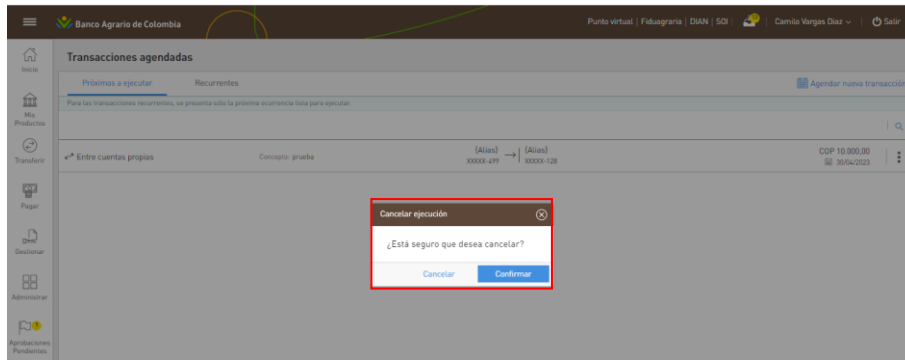 Banco Agrario de Colombia
Punto virtual | Fiduagraria | DIAN | SOI
Camilo Vargas Diaz
Salir
Inicio
Mis
Productos
Transferir
Pagar
Gestionar
Administrar
Aprobaciones
Pendientes
Transacciones agendadas
Próximas a ejecutar
Recurrentes
Agendar nueva transacción
Para las transacciones recurrentes, se presenta sólo la próxima ocurrencia lista para ejecutar.
Entre cuentas propias
Concepto: prueba
{Alias}
XXXXX-499
{Alias}
XXXXX-128
COP 10.000,00
30/04/2023
Cancelar ejecución
¿Está seguro que desea cancelar?
Cancelar
Confirmar